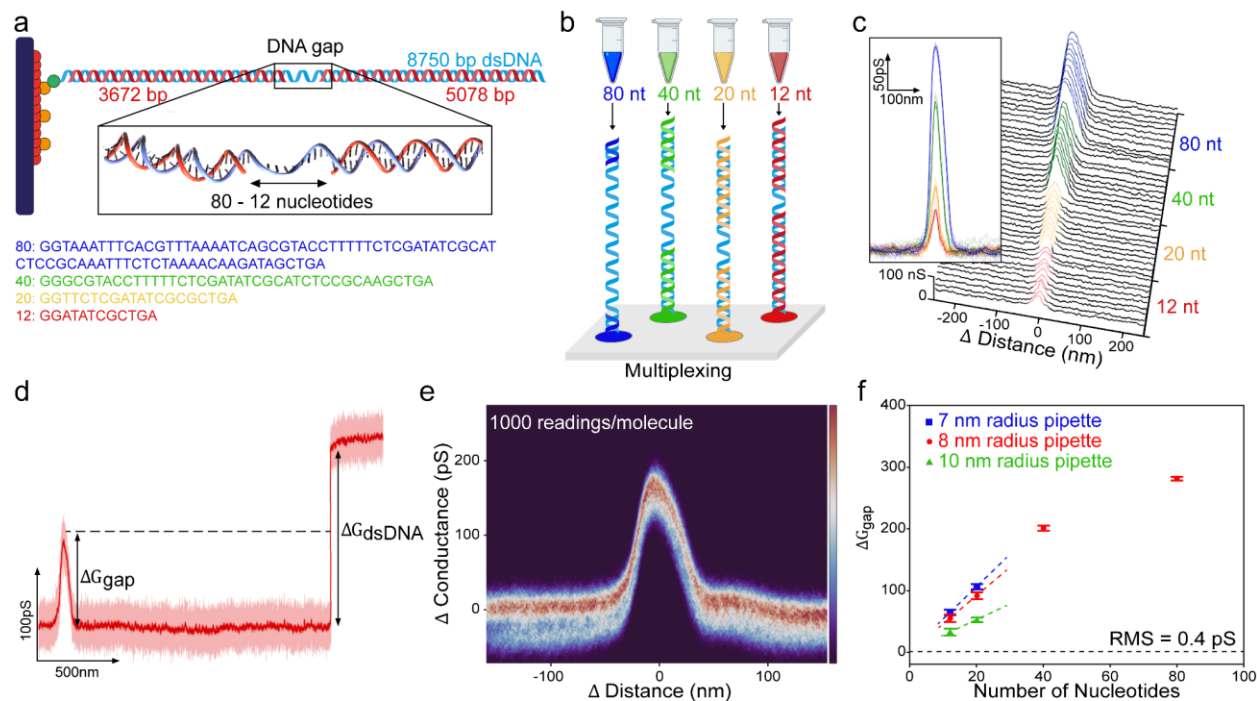 a
DNA gap
8750 bp dsDNA
3672 bp
5078 bp
80 - 12 nucleotides
80: GGTAAATTTCACGTTTAAAATCAGCGTACCTTTTTCTCGATATCGCAT
CTCCGCAAATTTCTCTAAAACAAGATAGCTGA
40: GGGCGTACCTTTTTCTCGATATCGCATCTCCGCAAGCTGA
20: GGTTCTCGATATCGCGCTGA
12: GGATATCGCTGA
b
80 nt
40 nt
20 nt
12 nt
Multiplexing
c
50pS
100nm
80 nt
40 nt
20 nt
12 nt
100 nS
0
-200
-100
0
100
200
Δ Distance (nm)
d
ΔGgap
ΔGdsDNA
100pS
500nm
e
1000 readings/molecule
Δ Conductance (pS)
200
100
0
-100
0
100
Δ Distance (nm)
f
7 nm radius pipette
8 nm radius pipette
10 nm radius pipette
ΔGgap
400
300
200
100
0
RMS = 0.4 pS
0
20
40
60
80
100
Number of Nucleotides